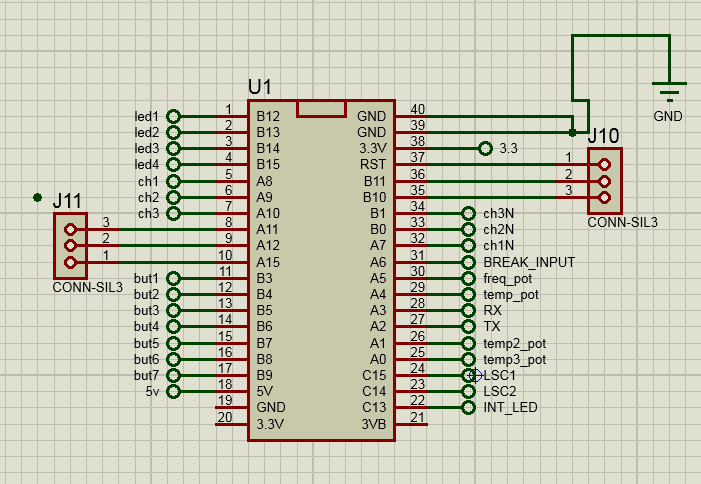 U1
led1 1 B12 GND 40
led2 2 B13 GND 39
led3 3 B14 3.3V 38 3.3
led4 4 B15 RST 37
ch1 5 A8 B11 36
ch2 6 A9 B10 35
ch3 7 A10 B1 34 ch3N
8 A11 B0 33 ch2N
9 A12 A7 32 ch1N
10 A15 A6 31 BREAK_INPUT
but1 11 B3 A5 30 freq_pot
but2 12 B4 A4 29 temp_pot
but3 13 B5 A3 28 RX
but4 14 B6 A2 27 TX
but5 15 B7 A1 26 temp2_pot
but6 16 B8 A0 25 temp3_pot
but7 17 B9 C15 24 LSC1
5v 18 5V C14 23 LSC2
19 GND C13 22 INT_LED
20 3.3V 3VB 21
J11
3
2
1
CONN-SIL3
GND
J10
1
2
3
CONN-SIL3